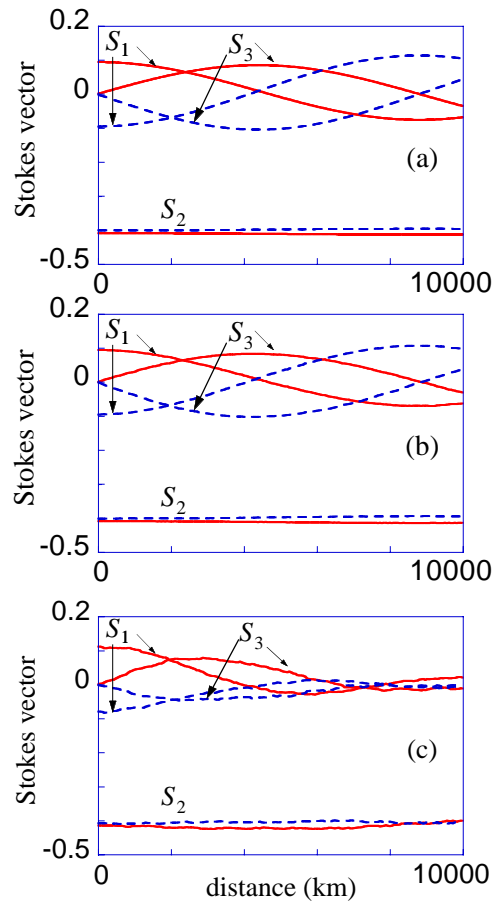 0.2
S1 S3
0
Stokes vector
(a)
S2
-0.5
0 10000
0.2
S1 S3
0
Stokes vector
(b)
S2
-0.5
0 10000
0.2
S1 S3
0
Stokes vector
(c)
S2
-0.5
0 distance (km) 10000